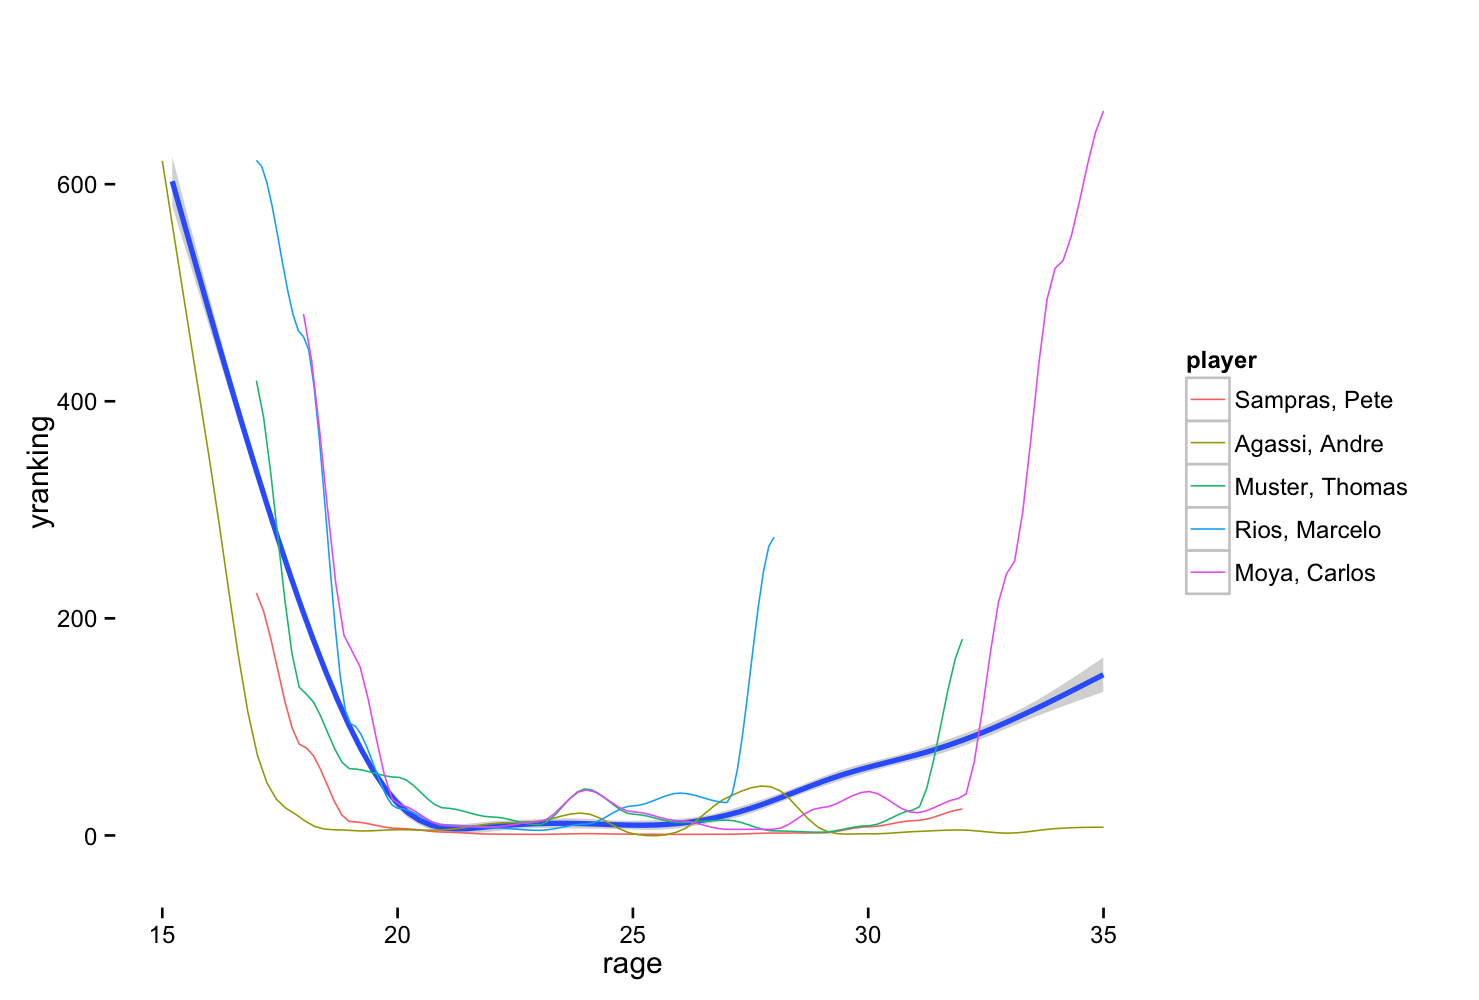 600
400
200
0
yranking
15 20 25 30 35
rage
player
Sampras, Pete
Agassi, Andre
Muster, Thomas
Rios, Marcelo
Moya, Carlos